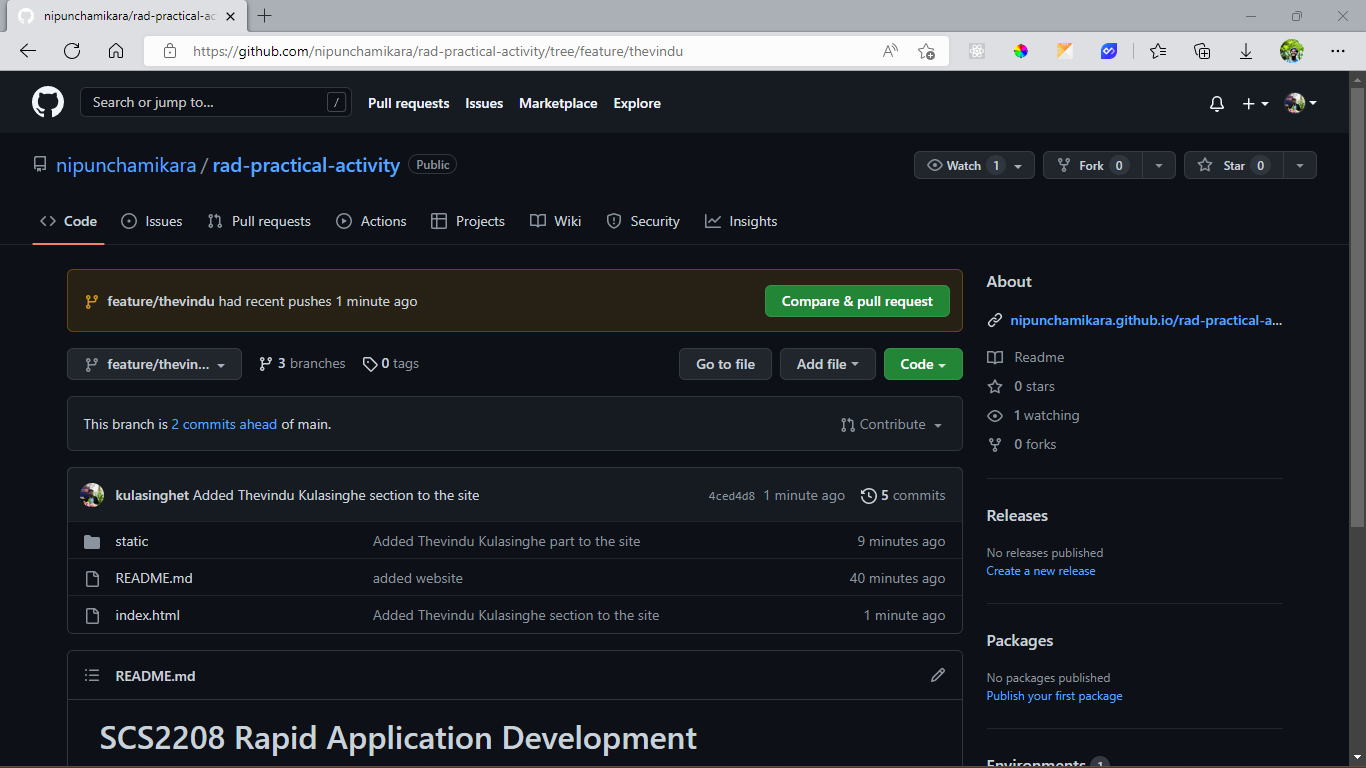 nipunchamikara/rad-practical-ac
https://github.com/nipunchamikara/rad-practical-activity/tree/feature/thevindu
Search or jump to... /
Pull requests Issues Marketplace Explore
nipunchamikara / rad-practical-activity Public
Watch 1 Fork 0 Star 0
Code Issues Pull requests Actions Projects Wiki Security Insights
feature/thevindu had recent pushes 1 minute ago Compare & pull request
feature/thevin... 3 branches 0 tags Go to file Add file Code
This branch is 2 commits ahead of main. Contribute
kulasinghet Added Thevindu Kulasinghe section to the site 4ced4d8 1 minute ago 5 commits
static Added Thevindu Kulasinghe part to the site 9 minutes ago
README.md added website 40 minutes ago
index.html Added Thevindu Kulasinghe section to the site 1 minute ago
README.md
SCS2208 Rapid Application Development
About
nipunchamikara.github.io/rad-practical-a...
Readme
0 stars
1 watching
0 forks
Releases
No releases published
Create a new release
Packages
No packages published
Publish your first package
Environments 1